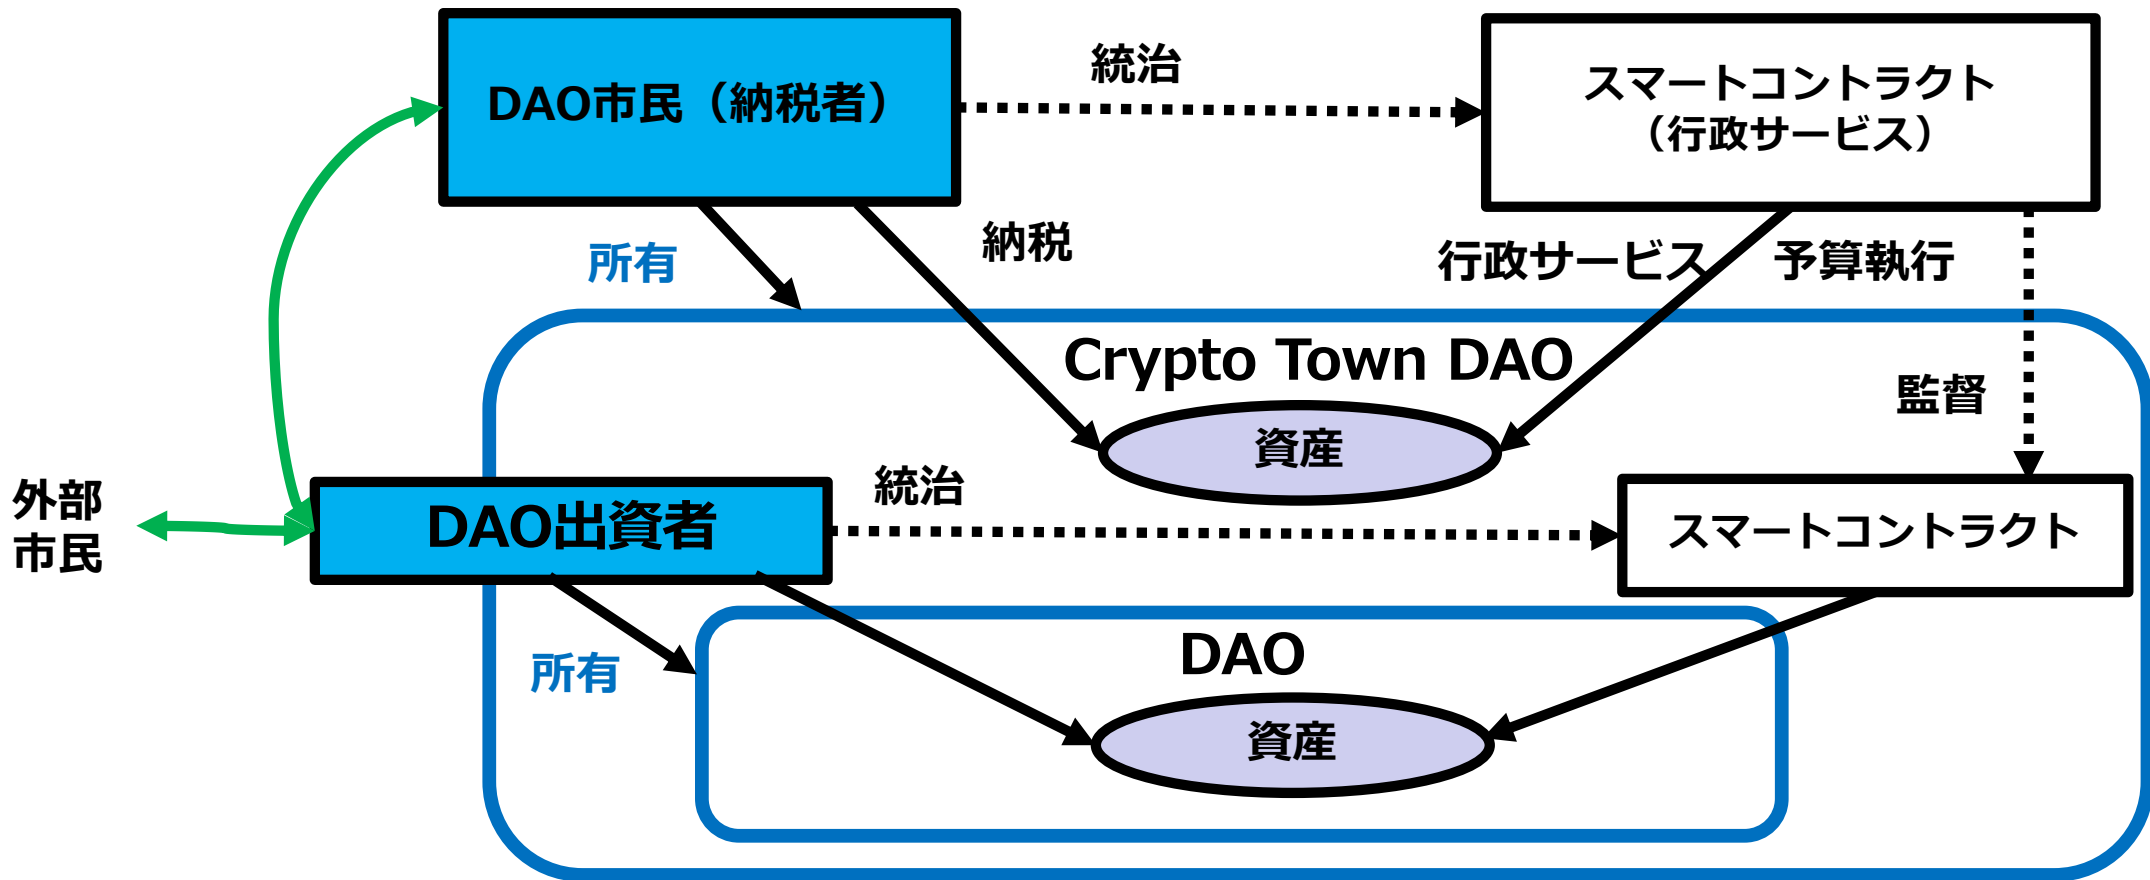 DAO市民（納税者）
統治
スマートコントラクト
（行政サービス）
所有
納税
行政サービス
予算執行
Crypto Town DAO
資産
監督
外部
市民
DAO出資者
統治
スマートコントラクト
所有
DAO
資産